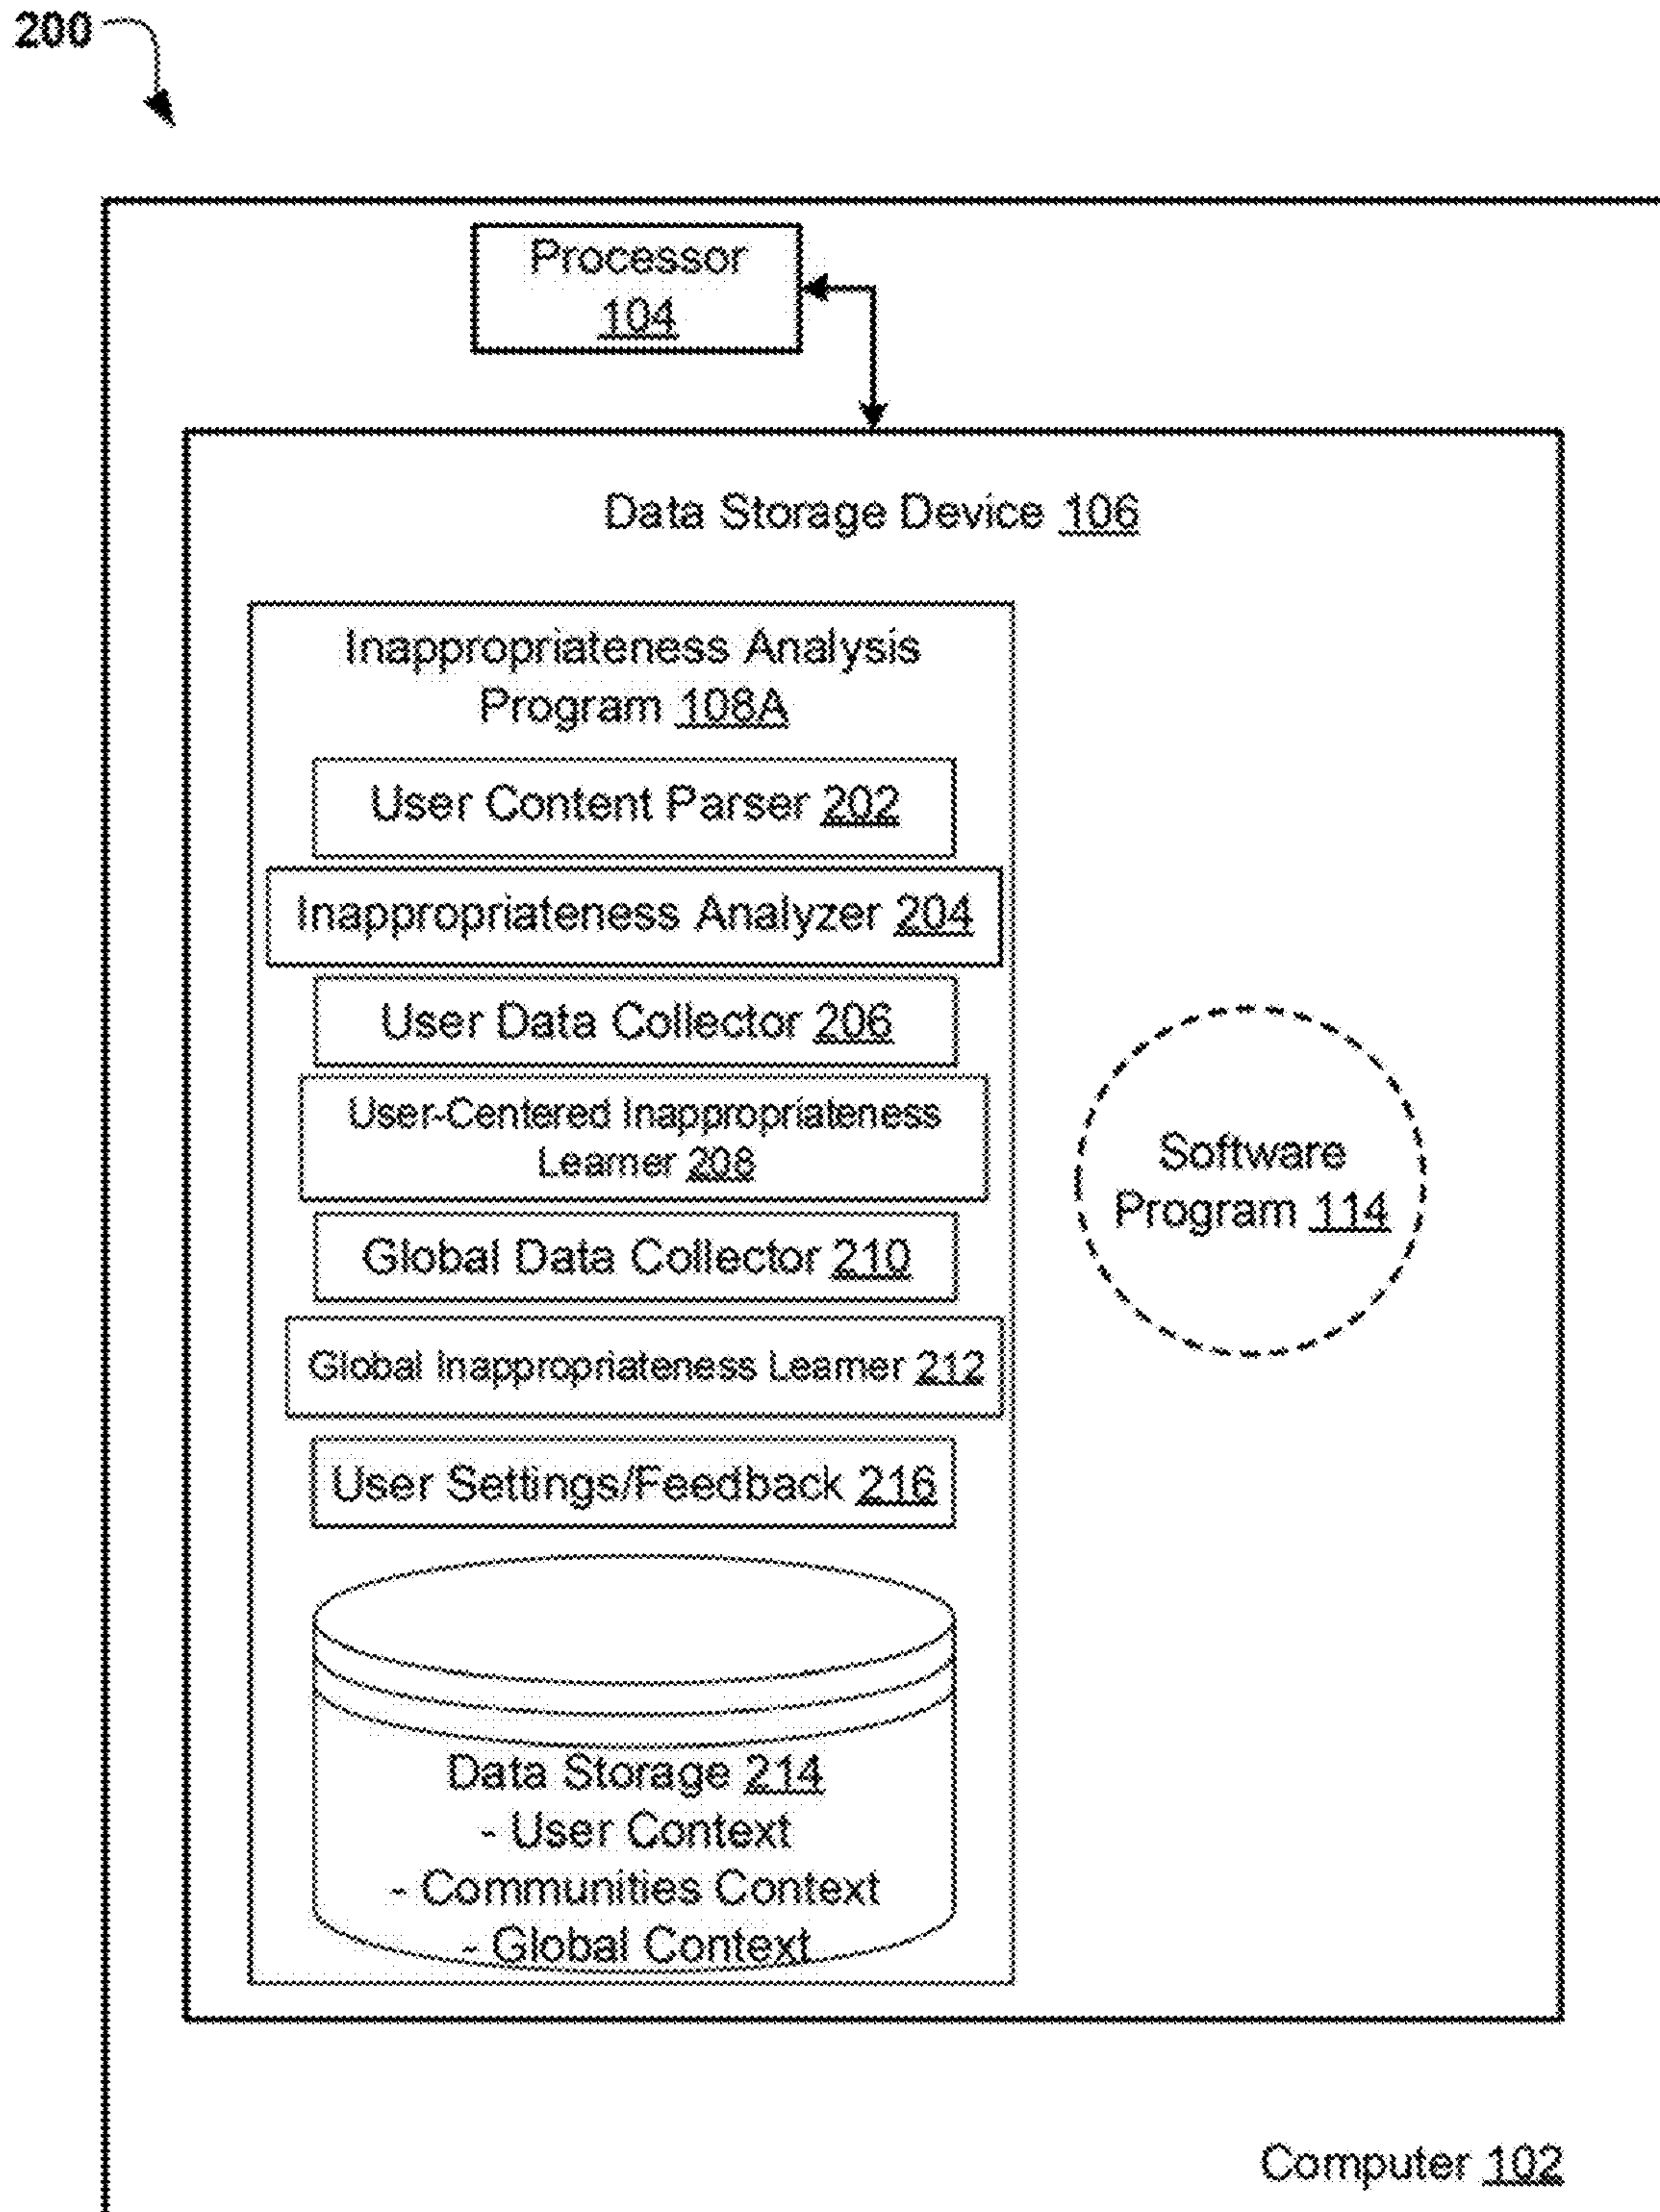 200
Processor
104
Data Storage Device 106
Inappropriateness Analysis
Program 108A
User Content Parser 202
Inappropriateness Analyzer 204
User Data Collector 206
User-Centered Inappropriateness
Learner 208
Global Data Collector 210
Global Inappropriateness Learner 212
User Settings/Feedback 216
Data Storage 214
- User Context
- Communities Context
- Global Context
Software
Program 114
Computer 102